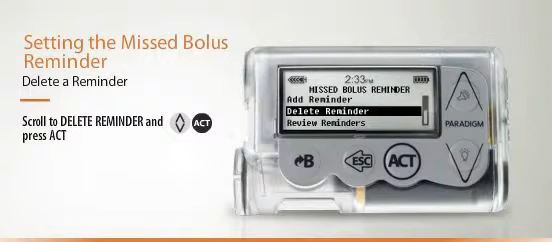 Setting the Missed Bolus
Reminder
Delete a Reminder
Scroll to DELETE REMINDER and ACT
press ACT
2:33PM
MISSED BOLUS REMINDER
Add Reminder
Delete Reminder
Review Reminders
PARADIGM
B ESC ACT